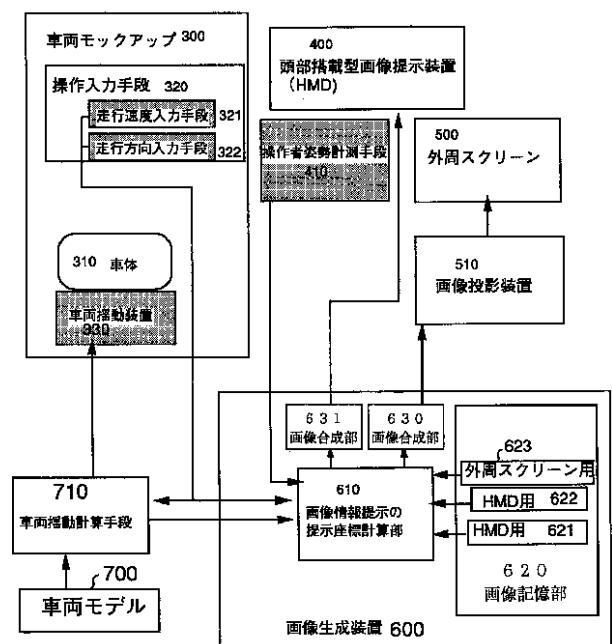 車両モックアップ 300
操作入力手段 320
走行速度入力手段 321
走行方向入力手段 322
310 車体
車両揺動装置
330
400
頭部搭載型画像提示装置
(HMD)
操作者姿勢計測手段
410
500
外周スクリーン
510
画像投影装置
631
画像合成部
630
画像合成部
610
画像情報提示の
提示座標計算部
623
外周スクリーン用
HMD用 622
HMD用 621
620
画像記憶部
画像生成装置 600
710
車両揺動計算手段
700
車両モデル